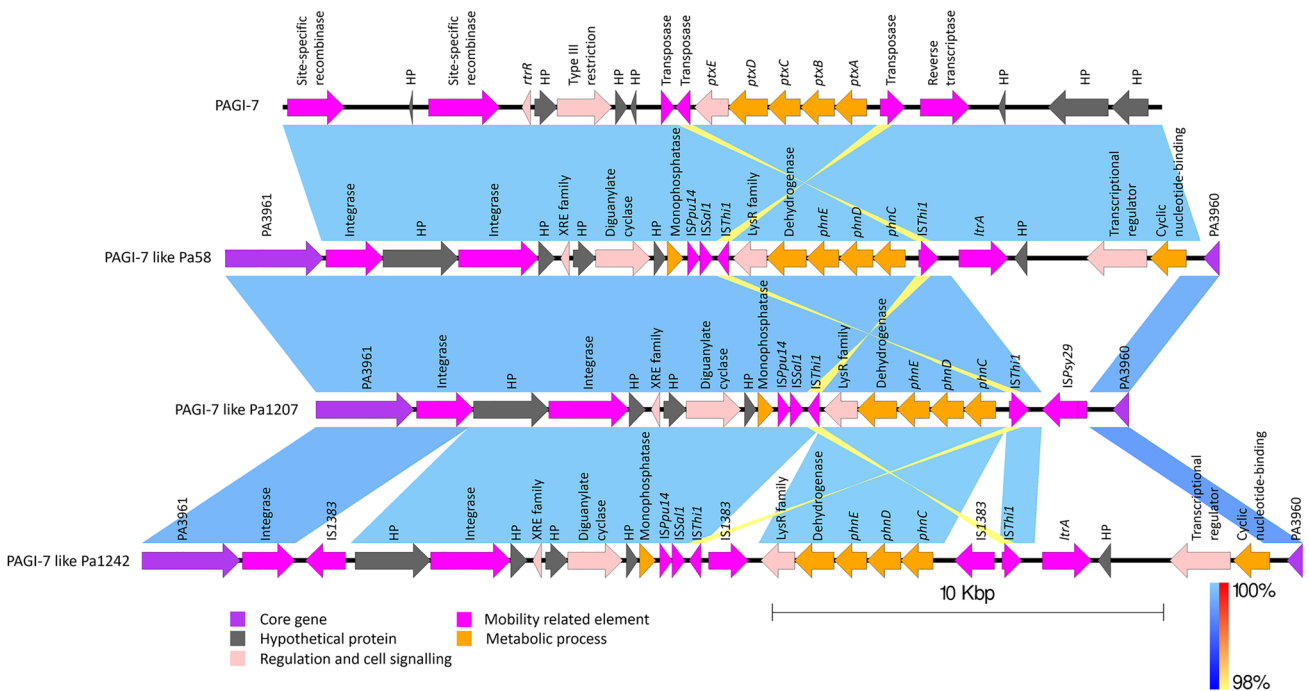 Site-specific
recombinase
HP
Site-specific
recombinase
rtrR
HP
Type III
restriction
HP
HP
Transposase
Transposase
ptxE
ptxD
ptxC
ptxB
ptxA
Transposase
Reverse
transcriptase
HP
HP
HP
PAGI-7
PA3961
Integrase
HP
Integrase
HP
XRE family
HP
Diguanylate
cyclase
HP
Monophosphatase
ISPpu14
ISSal1
ISThi1
LysR family
Dehydrogenase
phnE
phnD
phnC
ISThi1
ltrA
HP
Transcriptional
regulator
Cyclic
nucleotide-binding
PA3960
PAGI-7 like Pa58
PA3961
Integrase
HP
Integrase
HP
XRE family
HP
Diguanylate
cyclase
HP
Monophosphatase
ISPpu14
ISSal1
ISThi1
LysR family
Dehydrogenase
phnE
phnD
phnC
ISThi1
ISPsy29
PA3960
PAGI-7 like Pa1207
PA3961
Integrase
IS1383
HP
Integrase
HP
XRE family
HP
Diguanylate
cyclase
HP
Monophosphatase
ISPpu14
ISSal1
ISThi1
IS1383
LysR family
Dehydrogenase
phnE
phnD
phnC
IS1383
ISThi1
ltrA
HP
Transcriptional
regulator
Cyclic
nucleotide-binding
PA3960
PAGI-7 like Pa1242
10 Kbp
100%
98%
Core gene
Hypothetical protein
Regulation and cell signalling
Mobility related element
Metabolic process